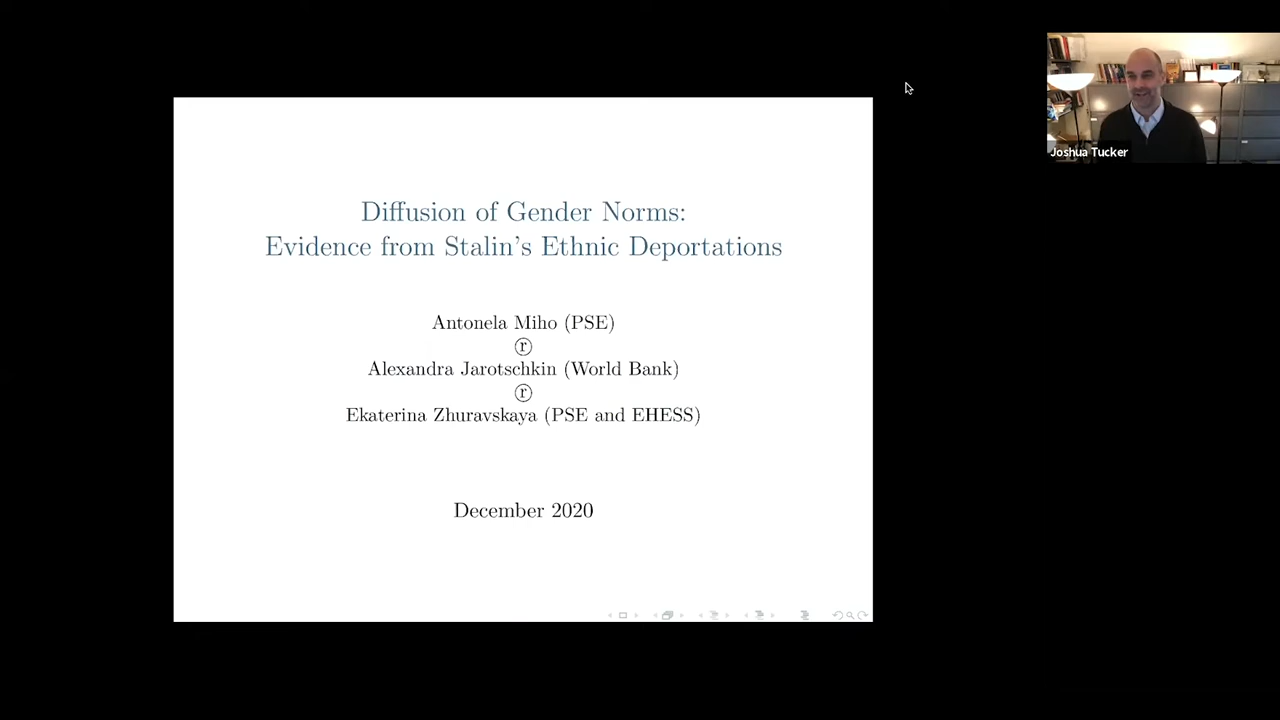 Diffusion of Gender Norms:
Evidence from Stalin's Ethnic Deportations
Antonela Miho (PSE)
ⓡ
Alexandra Jarotschkin (World Bank)
ⓡ
Ekaterina Zhuravskaya (PSE and EHESS)
December 2020
Joshua Tucker